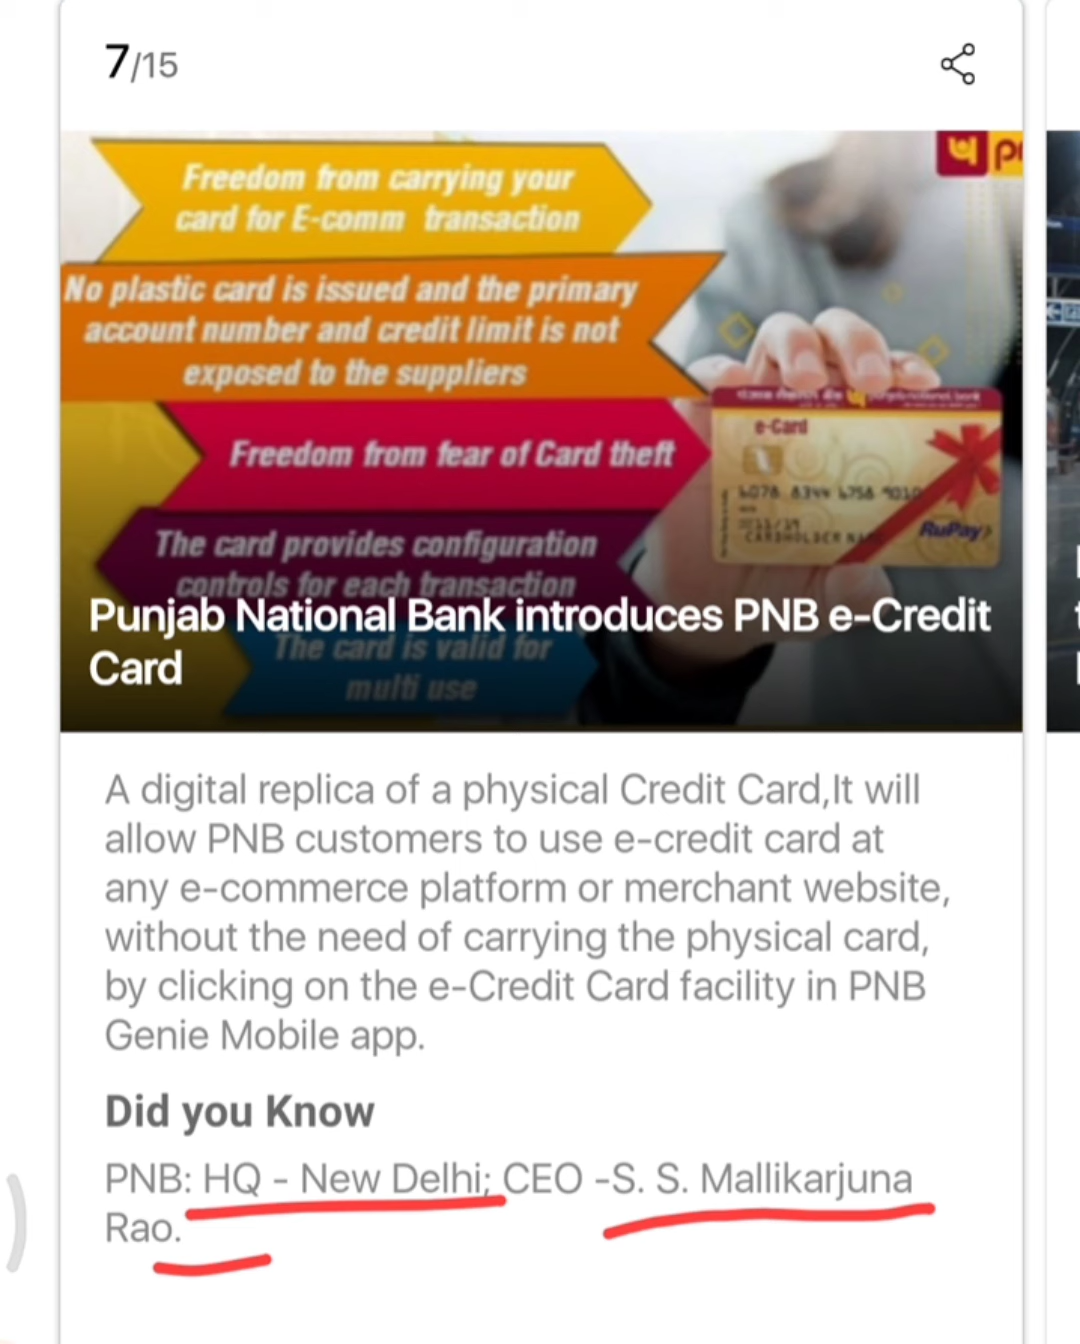 7/15
Freedom from carrying your
card for E-comm transaction
No plastic card is issued and the primary
account number and credit limit is not
exposed to the suppliers
e-Card
Freedom from fear of Card theft
RuPay
The card provides configuration
controls for each transaction
Punjab National Bank introduces PNB e-Credit
Card
The card is valid for
multi use
A digital replica of a physical Credit Card,It will
allow PNB customers to use e-credit card at
any e-commerce platform or merchant website,
without the need of carrying the physical card,
by clicking on the e-Credit Card facility in PNB
Genie Mobile app.
Did you Know
PNB: HQ - New Delhi; CEO -S. S. Mallikarjuna
Rao.